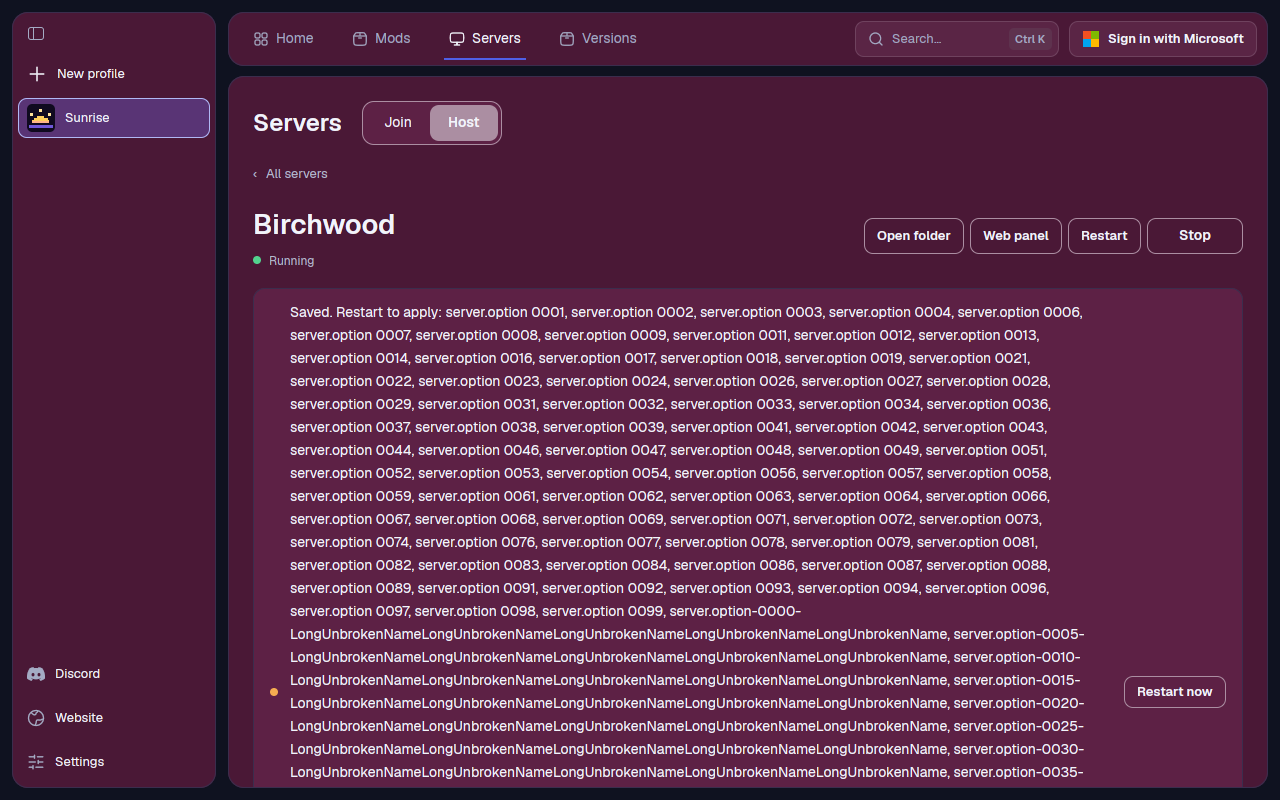 New profile
Sunrise
Discord
Website
Settings
Home
Mods
Servers
Versions
Search...
Ctrl K
Sign in with Microsoft
Servers
Join
Host
‹ All servers
Birchwood
Running
Open folder
Web panel
Restart
Stop
Saved. Restart to apply: server.option 0001, server.option 0002, server.option 0003, server.option 0004, server.option 0006,
server.option 0007, server.option 0008, server.option 0009, server.option 0011, server.option 0012, server.option 0013,
server.option 0014, server.option 0016, server.option 0017, server.option 0018, server.option 0019, server.option 0021,
server.option 0022, server.option 0023, server.option 0024, server.option 0026, server.option 0027, server.option 0028,
server.option 0029, server.option 0031, server.option 0032, server.option 0033, server.option 0034, server.option 0036,
server.option 0037, server.option 0038, server.option 0039, server.option 0041, server.option 0042, server.option 0043,
server.option 0044, server.option 0046, server.option 0047, server.option 0048, server.option 0049, server.option 0051,
server.option 0052, server.option 0053, server.option 0054, server.option 0056, server.option 0057, server.option 0058,
server.option 0059, server.option 0061, server.option 0062, server.option 0063, server.option 0064, server.option 0066,
server.option 0067, server.option 0068, server.option 0069, server.option 0071, server.option 0072, server.option 0073,
server.option 0074, server.option 0076, server.option 0077, server.option 0078, server.option 0079, server.option 0081,
server.option 0082, server.option 0083, server.option 0084, server.option 0086, server.option 0087, server.option 0088,
server.option 0089, server.option 0091, server.option 0092, server.option 0093, server.option 0094, server.option 0096,
server.option 0097, server.option 0098, server.option 0099, server.option-0000-
LongUnbrokenNameLongUnbrokenNameLongUnbrokenNameLongUnbrokenNameLongUnbrokenName, server.option-0005-
LongUnbrokenNameLongUnbrokenNameLongUnbrokenNameLongUnbrokenNameLongUnbrokenName, server.option-0010-
LongUnbrokenNameLongUnbrokenNameLongUnbrokenNameLongUnbrokenNameLongUnbrokenName, server.option-0015-
LongUnbrokenNameLongUnbrokenNameLongUnbrokenNameLongUnbrokenNameLongUnbrokenName, server.option-0020-
LongUnbrokenNameLongUnbrokenNameLongUnbrokenNameLongUnbrokenNameLongUnbrokenName, server.option-0025-
LongUnbrokenNameLongUnbrokenNameLongUnbrokenNameLongUnbrokenNameLongUnbrokenName, server.option-0030-
LongUnbrokenNameLongUnbrokenNameLongUnbrokenNameLongUnbrokenNameLongUnbrokenName, server.option-0035-
Restart now